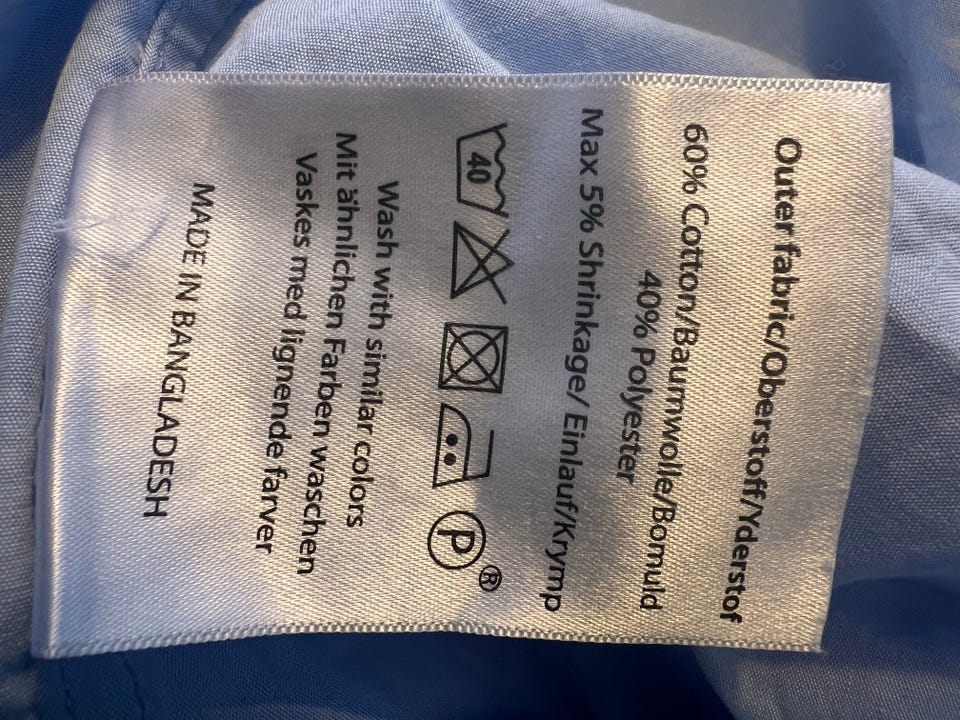 Outer fabric/Oberstoff/Yderstof
60% Cotton/Baumwolle/Bomuld
40% Polyester
Max 5% Shrinkage/ Einlauf/Krymp
40 P ®
Wash with similar colors
Mit ähnlichen Farben waschen
Vaskes med lignende farver
MADE IN BANGLADESH